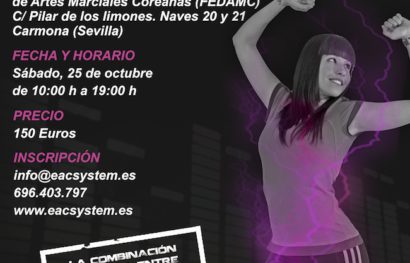 de Artes Marciales Coreanas (FEDAMC)
C/ Pilar de los limones. Naves 20 y 21
Carmona (Sevilla)
FECHA Y HORARIO
Sábado, 25 de octubre
de 10:00 h a 19:00 h
PRECIO
150 Euros
INSCRIPCIÓN
info@eacsystem.es
696.403.797
www.eacsystem.es
LA COMBINACIÓN
ENTRE